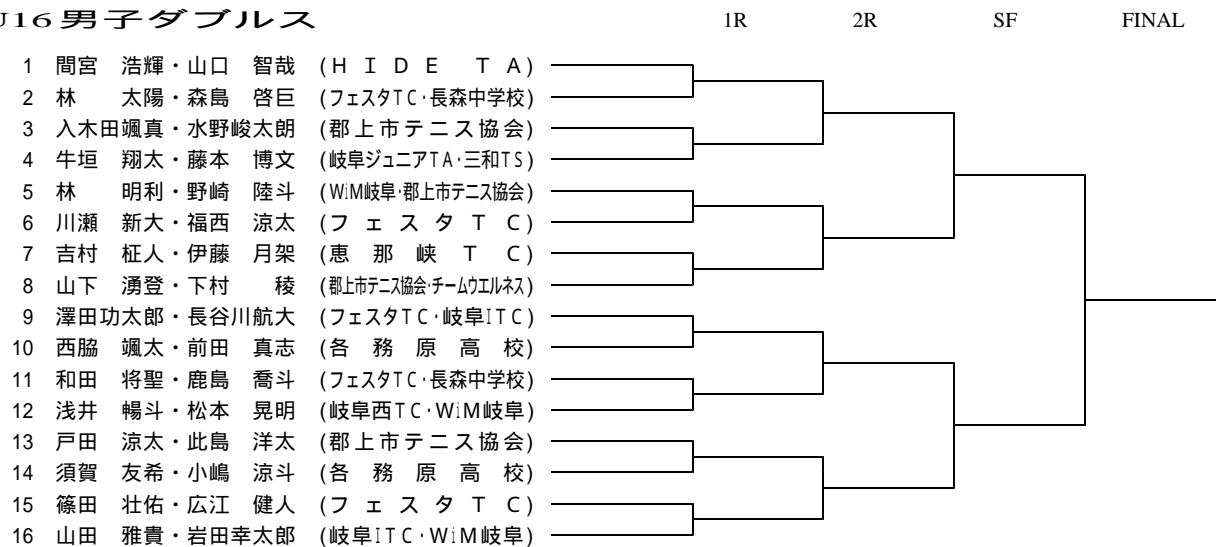 U16男子ダブルス 1R 2R SF FINAL
1 間宮 浩輝・山口 智哉 (HIDE TA)
2 林 太陽・森島 啓巨 (フェスタTC・長森中学校)
3 入木田颯真・水野峻太朗 (郡上市テニス協会)
4 牛垣 翔太・藤本 博文 (岐阜ジュニアTA・三和TS)
5 林 明利・野崎 陸斗 (WiM岐阜・郡上市テニス協会)
6 川瀬 新大・福西 涼太 (フェスタTC)
7 吉村 柾人・伊藤 月架 (恵那峡TC)
8 山下 湧登・下村 稜 (郡上市テニス協会・チームウエルネス)
9 澤田功太郎・長谷川航大 (フェスタTC・岐阜ITC)
10 西脇 颯太・前田 真志 (各務原高校)
11 和田 将聖・鹿島 喬斗 (フェスタTC・長森中学校)
12 浅井 暢斗・松本 晃明 (岐阜西TC・WiM岐阜)
13 戸田 涼太・此島 洋太 (郡上市テニス協会)
14 須賀 友希・小嶋 涼斗 (各務原高校)
15 篠田 壮佑・広江 健人 (フェスタTC)
16 山田 雅貴・岩田幸太郎 (岐阜ITC・WiM岐阜)